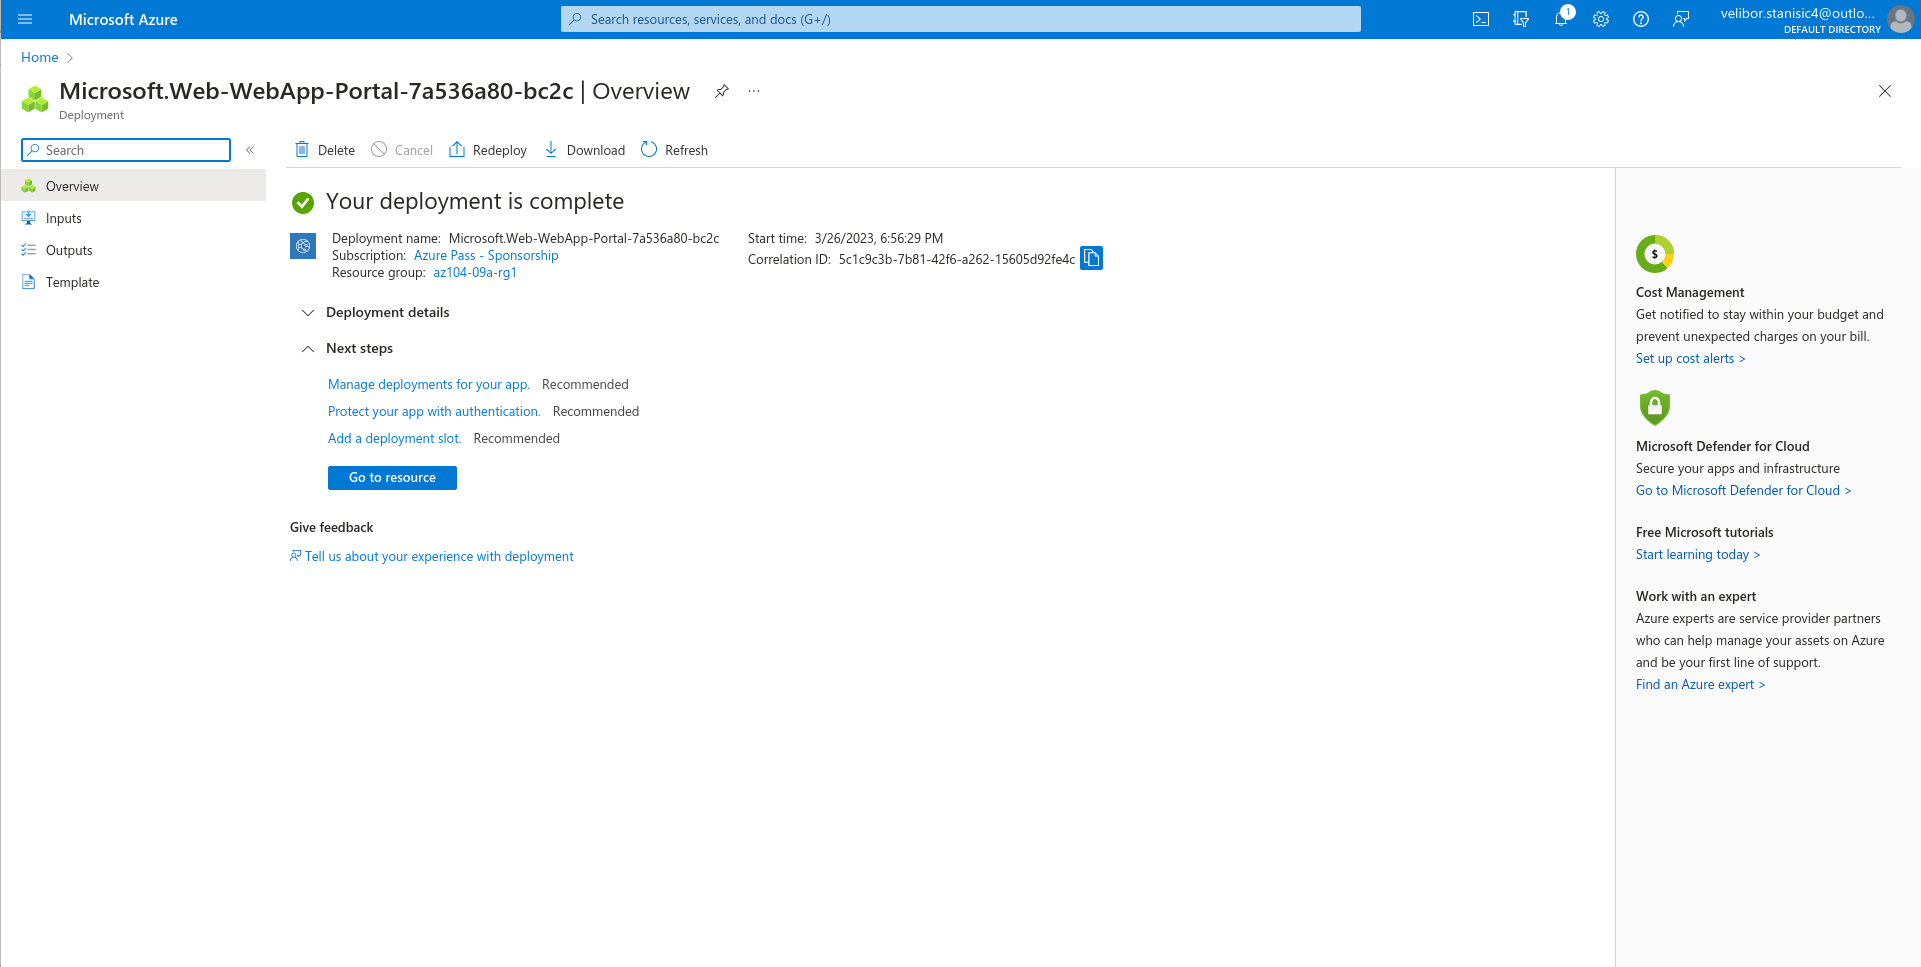 Microsoft Azure
Search resources, services, and docs (G+/)
1
velibor.stanisic4@outlo...
DEFAULT DIRECTORY
Home
Microsoft.Web-WebApp-Portal-7a536a80-bc2c | Overview
...
Deployment
Search
«
Delete
Cancel
Redeploy
Download
Refresh
Overview
Inputs
Outputs
Template
Your deployment is complete
Deployment name: Microsoft.Web-WebApp-Portal-7a536a80-bc2c
Subscription: Azure Pass - Sponsorship
Resource group: az104-09a-rg1
Start time: 3/26/2023, 6:56:29 PM
Correlation ID: 5c1c9c3b-7b81-42f6-a262-15605d92fe4c
Deployment details
Next steps
Manage deployments for your app. Recommended
Protect your app with authentication. Recommended
Add a deployment slot. Recommended
Go to resource
Give feedback
Tell us about your experience with deployment
$
Cost Management
Get notified to stay within your budget and
prevent unexpected charges on your bill.
Set up cost alerts >
Microsoft Defender for Cloud
Secure your apps and infrastructure
Go to Microsoft Defender for Cloud >
Free Microsoft tutorials
Start learning today >
Work with an expert
Azure experts are service provider partners
who can help manage your assets on Azure
and be your first line of support.
Find an Azure expert >